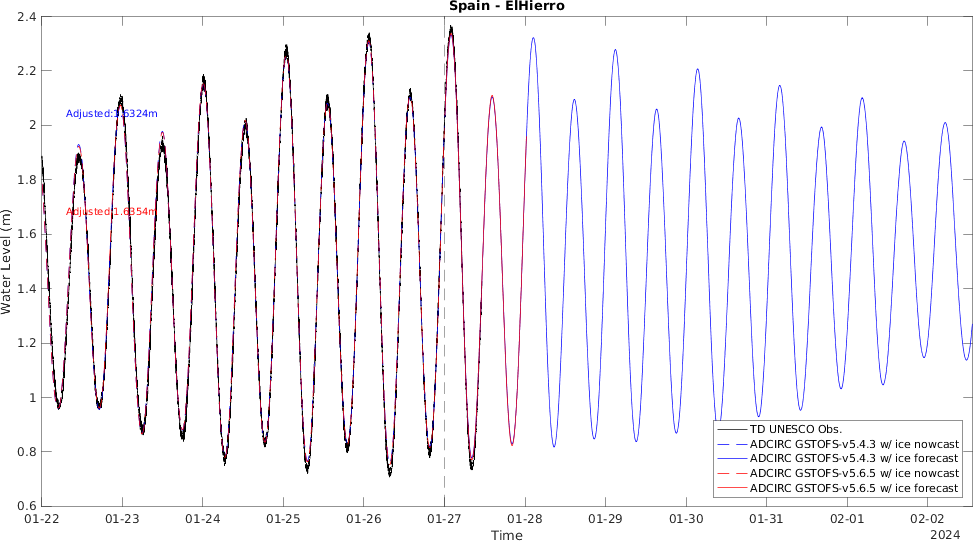 Spain - ElHierro
2.4
2.2
2
1.8
1.6
1.4
1.2
1
0.8
0.6
Water Level (m)
Adjusted:1.6324m
Adjusted:1.6354m
TD UNESCO Obs.
ADCIRC GSTOFS-v5.4.3 w/ ice nowcast
ADCIRC GSTOFS-v5.4.3 w/ ice forecast
ADCIRC GSTOFS-v5.6.5 w/ ice nowcast
ADCIRC GSTOFS-v5.6.5 w/ ice forecast
01-22 01-23 01-24 01-25 01-26 01-27 01-28 01-29 01-30 01-31 02-01 02-02
Time
2024